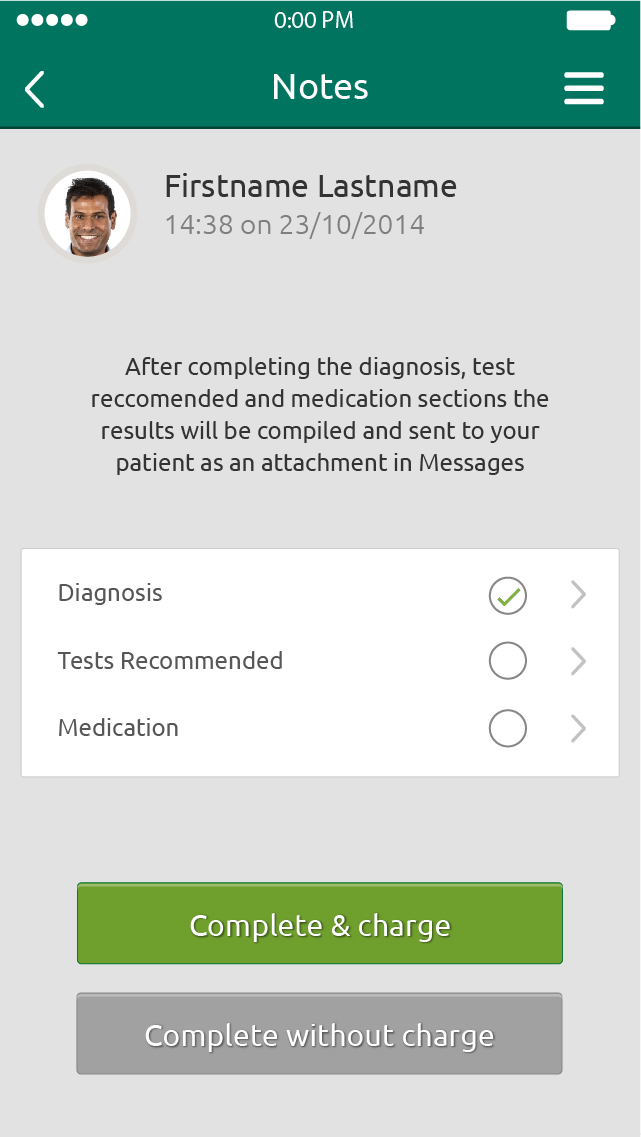 0:00 PM
Notes
Firstname Lastname
14:38 on 23/10/2014
After completing the diagnosis, test
reccomended and medication sections the
results will be compiled and sent to your
patient as an attachment in Messages
Diagnosis
Tests Recommended
Medication
Complete & charge
Complete without charge